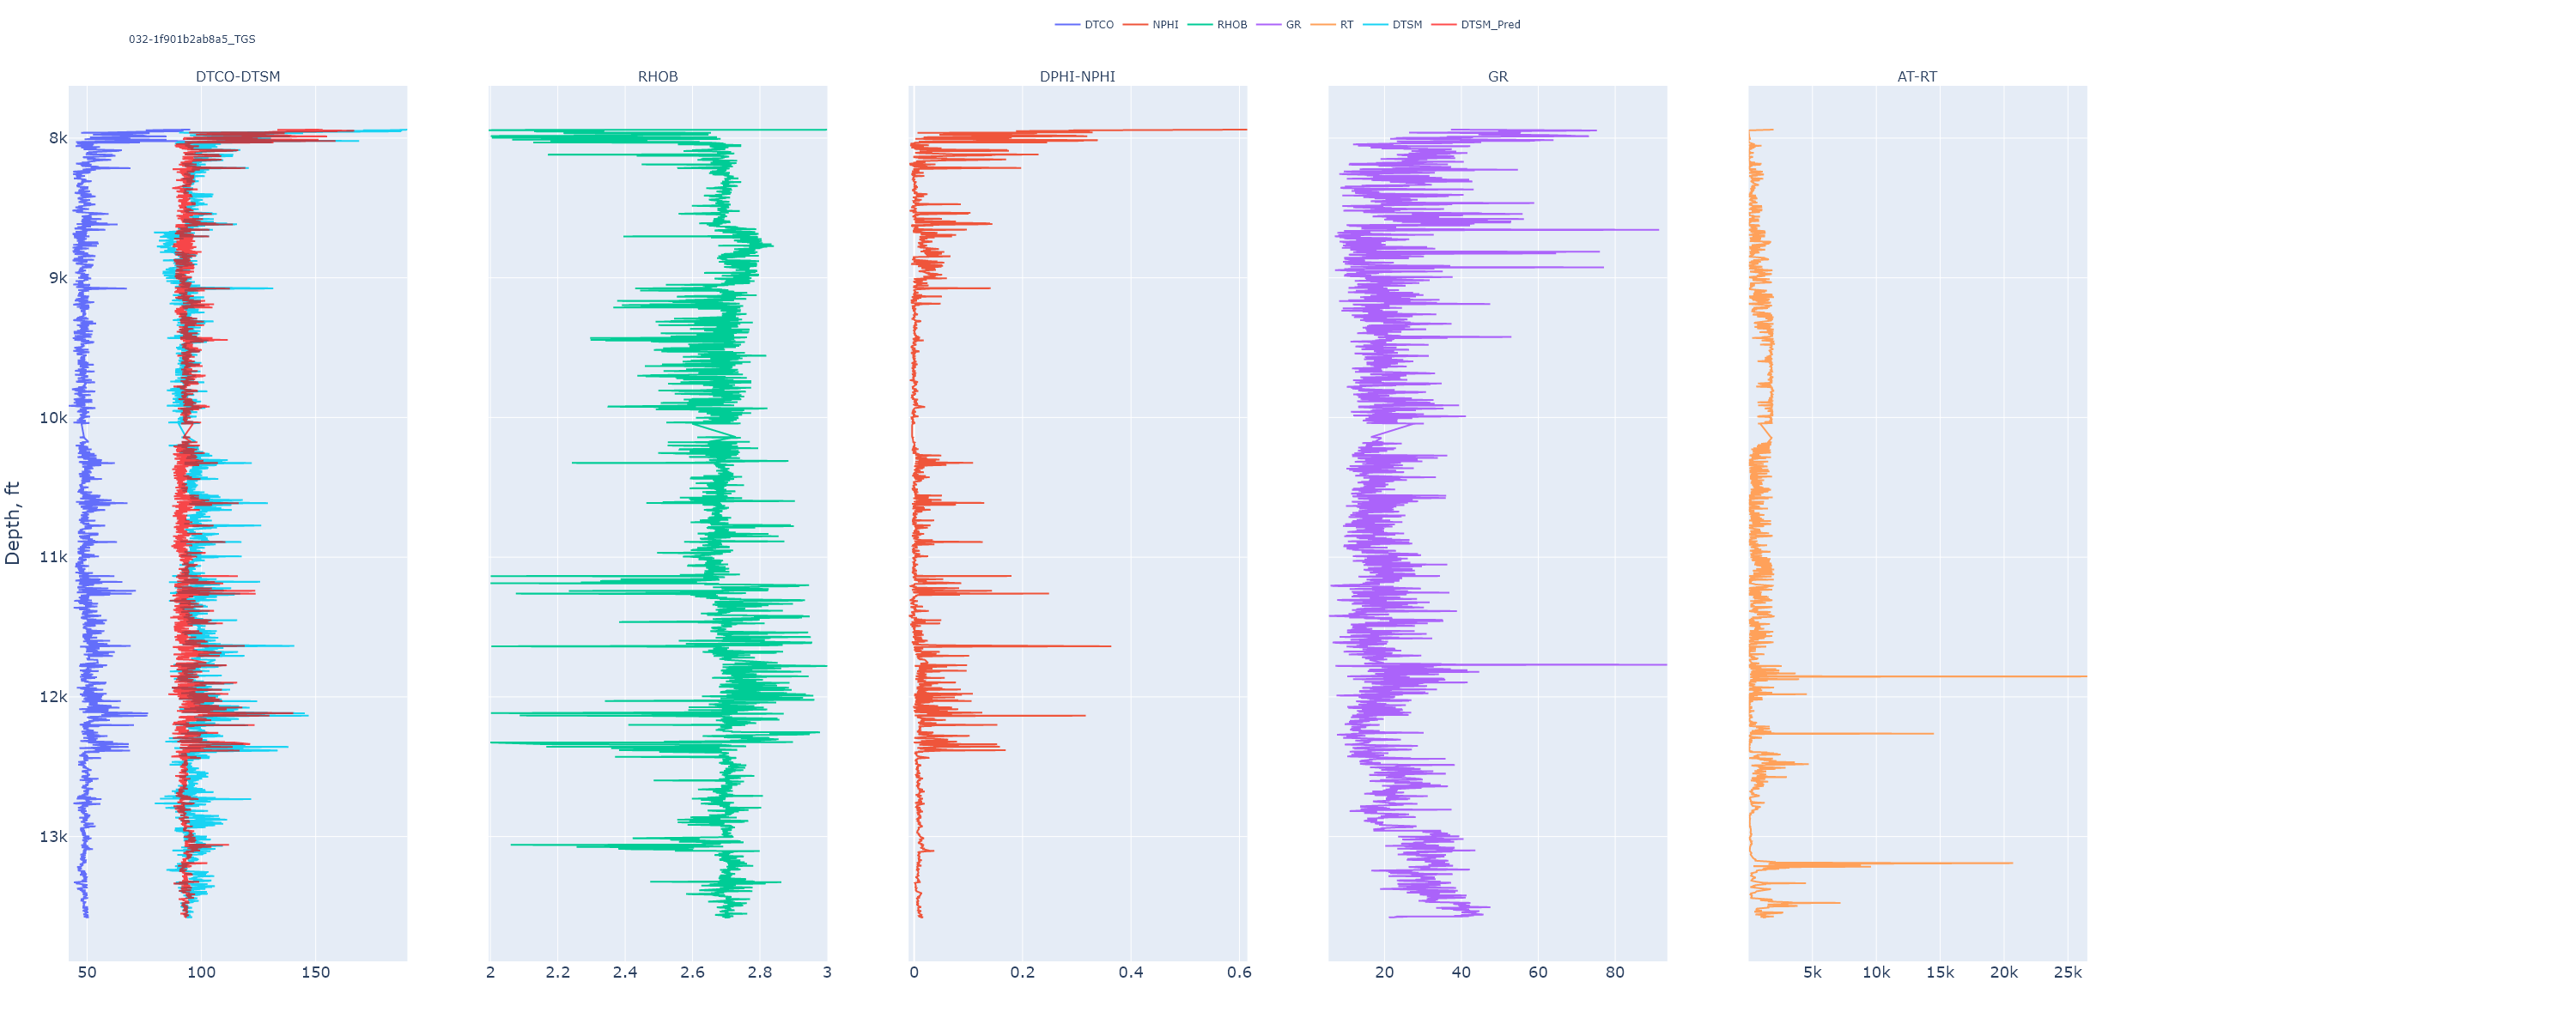 DTCO NPHI RHOB GR RT DTSM DTSM_Pred
032-1f901b2ab8a5_TGS
DTCO-DTSM RHOB DPHI-NPHI GR AT-RT
8k
9k
10k
11k
12k
13k
Depth, ft
50 100 150 2 2.2 2.4 2.6 2.8 3 0 0.2 0.4 0.6 20 40 60 80 5k 10k 15k 20k 25k